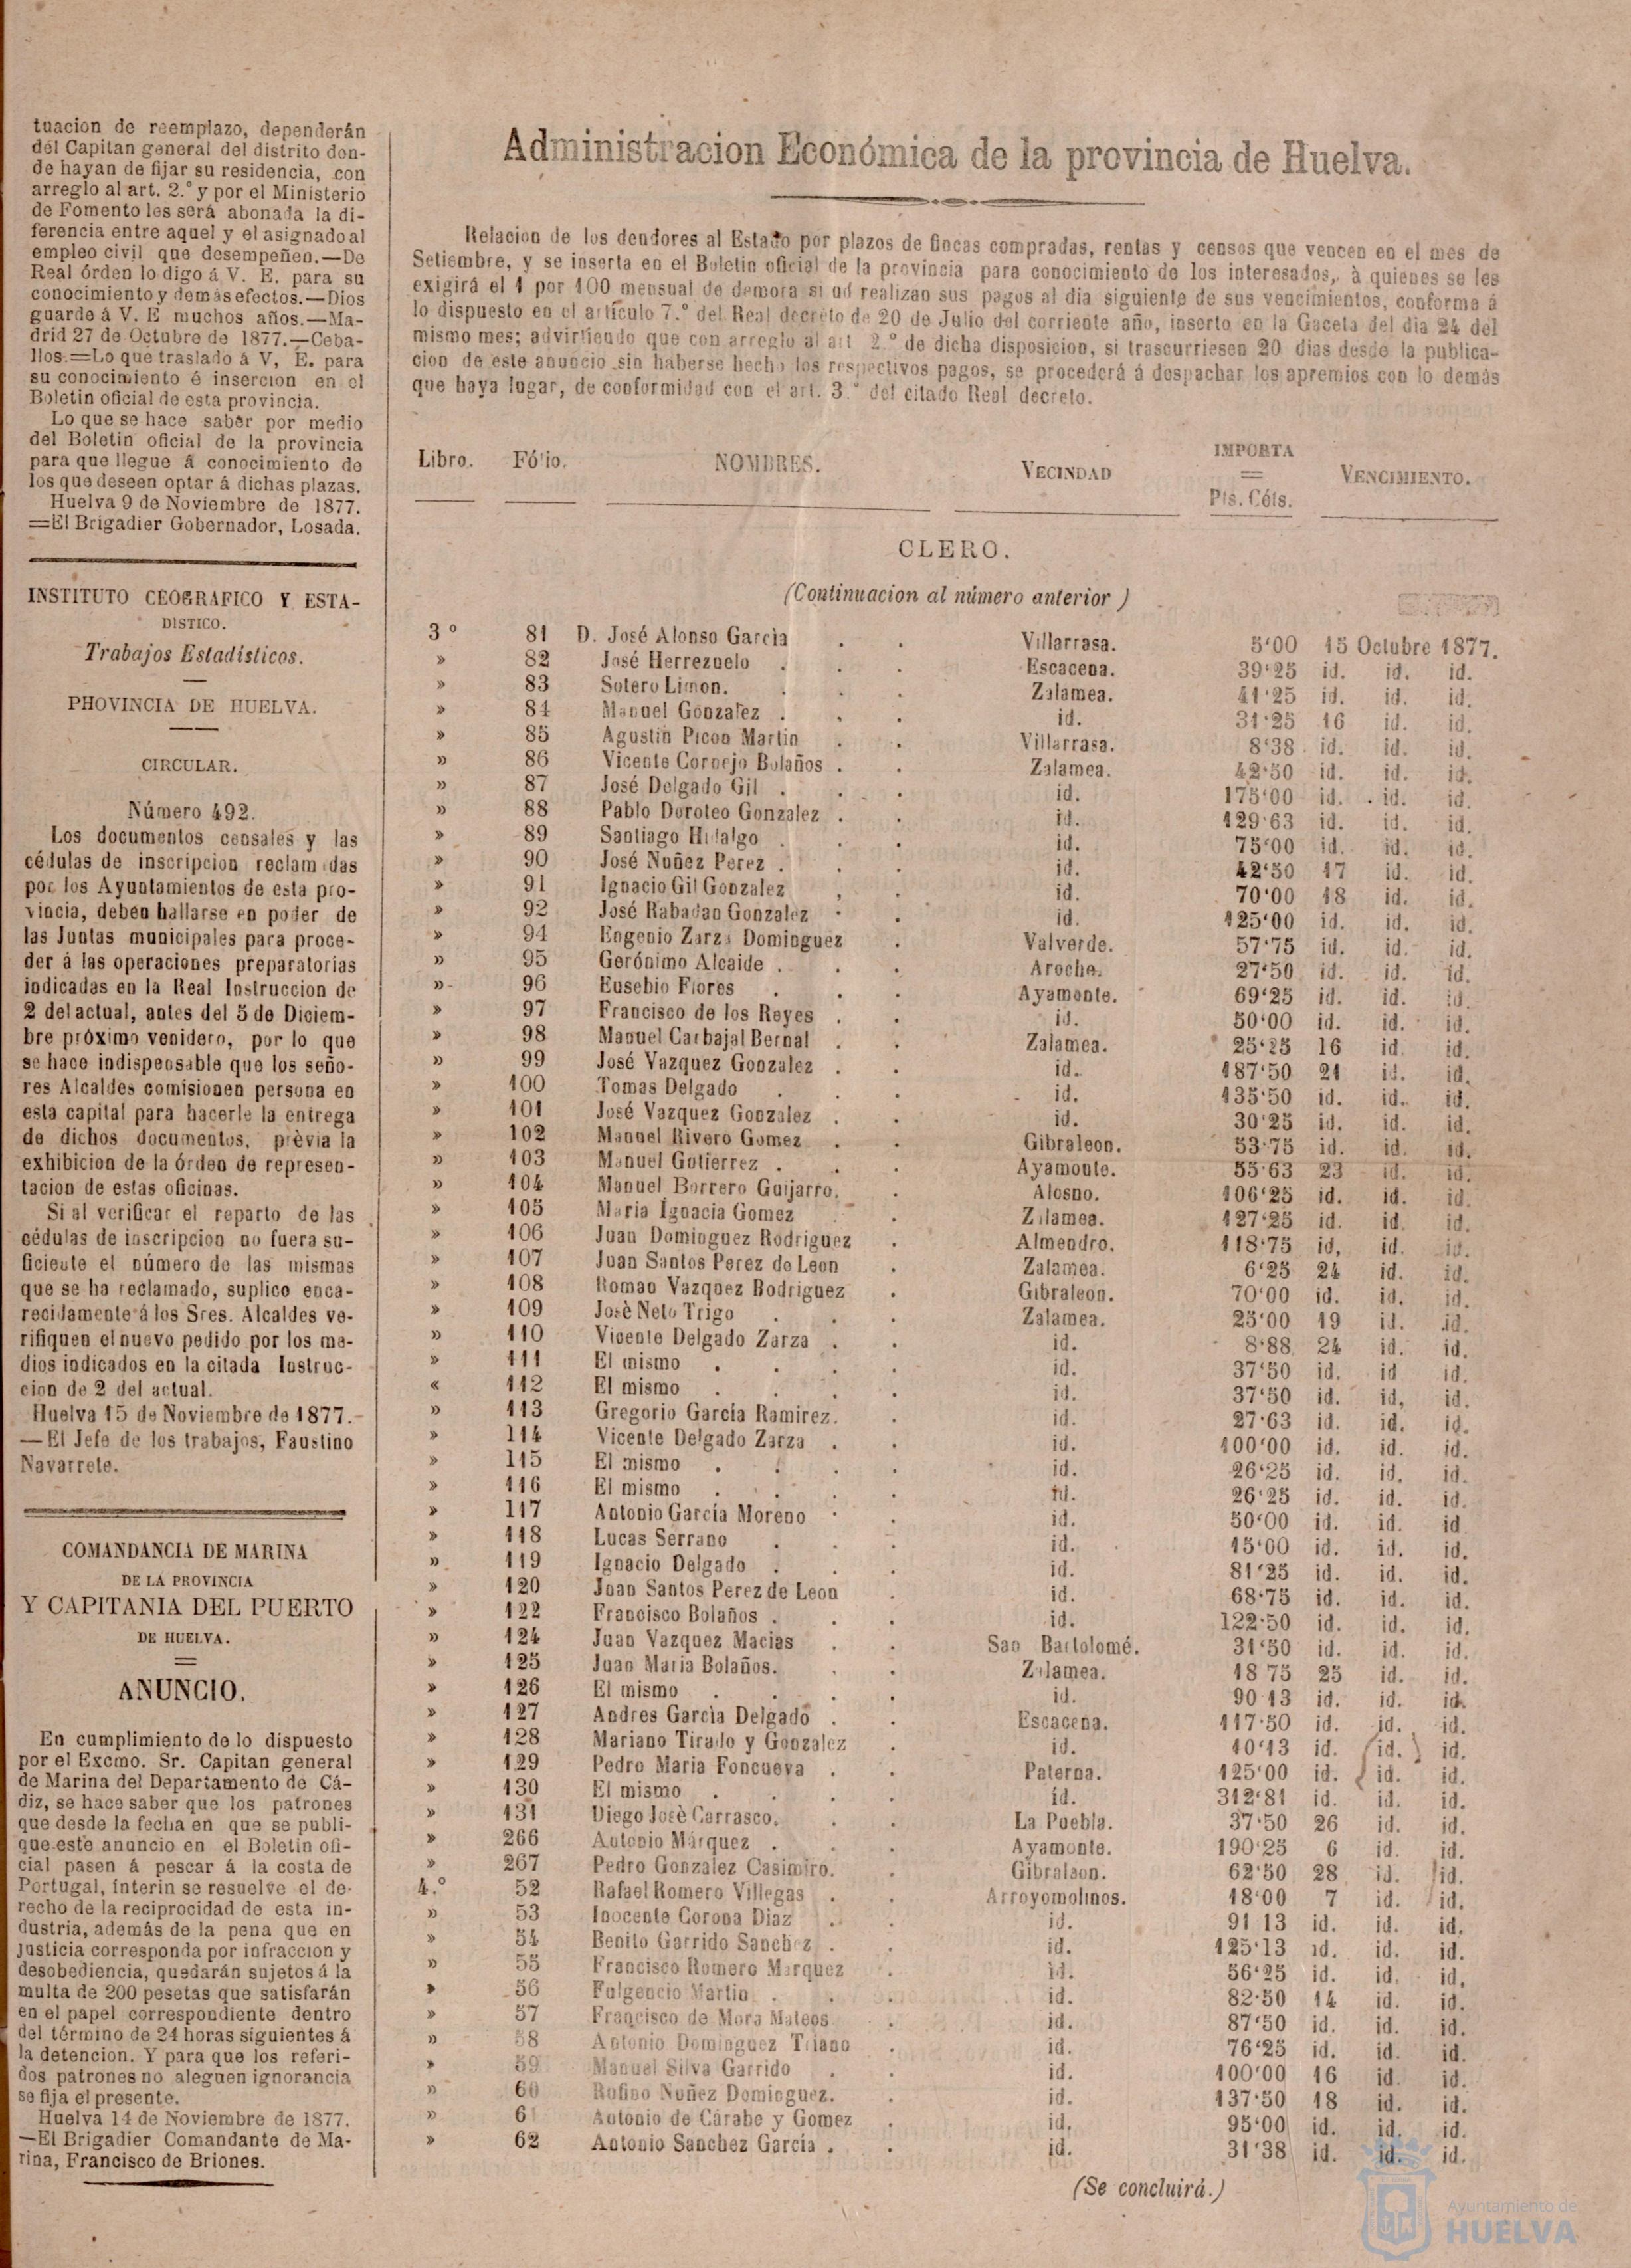 tuacion de reemplazo, dependerán
del Capitan general del distrito don-
de hayan de fijar su residencia, con
arreglo al art. 2.º y por el Ministerio
de Fomento les será abonada la di-
ferencia entre aquel y el asignado al
empleo civil que desempeñen.—De
Real órden lo digo á V. E. para su
conocimiento y demás efectos.—Dios
guarde á V. E muchos años.—Ma-
drid 27 de Octubre de 1877.—Ceba-
llos.=Lo que traslado á V, E. para
su conocimiento é insercion en el
Boletin oficial de esta provincia.
Lo que se hace saber por medio
del Boletin oficial de la provincia
para que llegue á conocimiento de
los que deseen optar á dichas plazas.
Huelva 9 de Noviembre de 1877.
=El Brigadier Gobernador, Losada.
INSTITUTO CEOGRAFICO Y ESTA-
DISTICO.
Trabajos Estadísticos.
PHOVINCIA DE HUELVA.
CIRCULAR.
Número 492.
Los documentos censales y las
cédulas de inscripcion reclamadas
por los Ayuntamientos de esta pro-
vincia, deben hallarse en poder de
las Juntas municipales para proce-
der á las operaciones preparatorias
indicadas en la Real Instruccion de
2 del actual, antes del 5 de Diciem-
bre próximo venidero, por lo que
se hace indispensable que los seño-
res Alcaldes comisionen persona en
esta capital para hacerle la entrega
de dichos documentos, prèvia la
exhibicion de la órden de represen-
tacion de estas oficinas.
Si al verificar el reparto de las
cédulas de inscripcion no fuera su-
ficiente el número de las mismas
que se ha reclamado, suplico enca-
recidamente á los Sres. Alcaldes ve-
rifiquen el nuevo pedido por los me-
dios indicados en la citada Instruc-
cion de 2 del actual.
Huelva 15 de Noviembre de 1877.
—El Jefe de los trabajos, Faustino
Navarrete.
COMANDANCIA DE MARINA
DE LA PROVINCIA
Y CAPITANIA DEL PUERTO
DE HUELVA.
=
ANUNCIO.
En cumplimiento de lo dispuesto
por el Excmo. Sr. Capitan general
de Marina del Departamento de Cá-
diz, se hace saber que los patrones
que desde la fecha en que se publi-
que este anuncio en el Boletin ofi-
cial pasen á pescar á la costa de
Portugal, ínterin se resuelve el de-
recho de la reciprocidad de esta in-
dustria, además de la pena que en
justicia corresponda por infraccion y
desobediencia, quedarán sujetos á la
multa de 200 pesetas que satisfarán
en el papel correspondiente dentro
del término de 24 horas siguientes á
la detencion. Y para que los referi-
dos patrones no aleguen ignorancia
se fija el presente.
Huelva 14 de Noviembre de 1877.
—El Brigadier Comandante de Ma-
rina, Francisco de Briones.
Administracion Económica de la provincia de Huelva.
Relacion de los deudores al Estado por plazos de fincas compradas, rentas y censos que vencen en el mes de
Setiembre, y se inserta en el Boletin oficial de la provincia para conocimiento de los interesados, à quienes se les
exigirá el 1 por 100 mensual de demora si no realizan sus pagos al dia siguiente de sus vencimientos, conforme á
lo dispuesto en el artículo 7.º del Real decreto de 20 de Julio del corriente año, inserto en la Gaceta del dia 24 del
mismo mes; advirtiendo que con arreglo al art 2.º de dicha disposicion, si trascurriesen 20 dias desde la publica-
cion de este anuncio sin haberse hecho los respectivos pagos, se procederá á despachar los apremios con lo demás
que haya lugar, de conformidad con el art. 3.º del citado Real decreto.
Libro. Fólio. NOMBRES. VECINDAD IMPORTA = Pts. Céts. VENCIMIENTO.
CLERO.
(Continuacion al número anterior )
3 º 81 D. José Alonso Garcìa . . Villarrasa. 5'00 15 Octubre 1877.
» 82 José Herrezuelo . . . Escacena. 39'25 id. id. id.
» 83 Sotero Limon. . . . Zalamea. 41'25 id. id. id.
» 84 Manuel Gonzalez . . . id. 31'25 16 id. id.
» 85 Agustin Picon Martin . . Villarrasa. 8'38 id. id. id.
» 86 Vicente Cornejo Bolaños . . Zalamea. 42'50 id. id. id.
» 87 José Delgado Gil . . . id. 175'00 id. id. id.
» 88 Pablo Doroteo Gonzalez . . id. 129'63 id. id. id.
» 89 Santiago Hidalgo . . . id. 75'00 id. id. id.
» 90 José Nuñez Perez . . . id. 42'50 17 id. id.
» 91 Ignacio Gil Gonzalez , . id. 70'00 18 id. id.
» 92 José Rabadan Gonzalez . . id. 125'00 id. id. id.
» 94 Eugenio Zarza Dominguez . Valverde. 57'75 id. id. id.
» 95 Gerónimo Alcaide . . . Aroche. 27'50 id. id. id.
» 96 Eusebio Flores . . . Ayamonte. 69'25 id. id. id.
» 97 Francisco de los Reyes . . id. 50'00 id. id. id.
» 98 Manuel Carbajal Bernal . . Zalamea. 25'25 16 id id.
» 99 José Vazquez Gonzalez . . id. 187'50 21 id. id.
» 100 Tomas Delgado . . . id. 135'50 id. id. id.
» 101 José Vazquez Gonzalez . . id. 30'25 id. id. id.
» 102 Manuel Rivero Gomez . . Gibraleon. 53'75 id. id. id.
» 103 Manuel Gutierrez . . . Ayamonte. 55'63 23 id. id.
» 104 Manuel Borrero Guijarro. . Alosno. 106'25 id. id. id.
» 105 Maria Ignacia Gomez . . Zalamea. 127'25 id. id. id.
» 106 Juan Dominguez Rodriguez . Almendro. 118'75 id, id. id.
» 107 Juan Santos Perez de Leon . Zalamea. 6'25 24 id. id.
» 108 Roman Vazquez Rodriguez . Gibraleon. 70'00 id. id. id.
» 109 Josè Neto Trigo . . . Zalamea. 25'00 19 id. id.
» 110 Vicente Delgado Zarza . . id. 8'88 24 id. id.
» 111 El mismo . . . . id. 37'50 id. id id.
« 112 El mismo . . . . id. 37'50 id. id, id.
» 113 Gregorio García Ramirez. . id. 27'63 id. id. id.
» 114 Vicente Delgado Zarza . . id. 100'00 id. id. id.
» 115 El mismo . . . . id. 26'25 id. id. id.
» 116 El mismo . . . . id. 26'25 id. id. id.
» 117 Antonio García Moreno . . id. 50'00 id. id. id
» 118 Lucas Serrano . . . id. 15'00 id. id. id.
» 119 Ignacio Delgado . . . id. 81'25 id. id. id.
» 120 Juan Santos Perez de Leon . id. 68'75 id. id. id.
» 122 Francisco Bolaños . . . id. 122'50 id. id. id.
» 124 Juan Vazquez Macias . . San Bartolomé. 31'50 id. id. id.
» 125 Juan Maria Bolaños. . . Zalamea. 18 75 25 id. id.
» 126 El mismo . . . . id. 90 13 id. id. id.
» 127 Andres Garcìa Delgado . . Escacena. 117'50 id. id. id.
» 128 Mariano Tirado y Gonzalez . id. 10'13 id. id. id.
» 129 Pedro Maria Foncueva . . Paterna. 125'00 id. id. id.
» 130 El mismo . . . . id. 312'81 id. id. id.
» 131 Diego Josè Carrasco. . . La Puebla. 37'50 26 id. id.
» 266 Antonio Márquez . . . Ayamonte. 190'25 6 id. id.
» 267 Pedro Gonzalez Casimiro. . Gibraleon. 62'50 28 id. id.
4.º 52 Rafael Romero Villegas . . Arroyomolinos. 18'00 7 id. id.
» 53 Inocente Corona Diaz . . id. 91 13 id. id. id.
» 54 Benito Garrido Sanchez . . id. 125'13 id. id. id.
» 55 Francisco Romero Marquez . id. 56'25 id. id. id,
» 56 Fulgencio Martin . . . id. 82'50 14 id. id.
» 57 Francisco de Mora Mateos . id. 87'50 id. id. id.
» 58 Antonio Dominguez Triano . id. 76'25 id. id. id.
» 59 Manuel Silva Garrido . . id. 100'00 16 id. id.
» 60 Rufino Nuñez Dominguez. . id. 137'50 18 id. id.
» 6 Antonio de Cárabe y Gomez . id. 95'00 id. id. id.
» 62 Antonio Sanchez García . . id. 31'38 id. id. id.
(Se concluirá.)
Ayuntamiento de
HUELVA